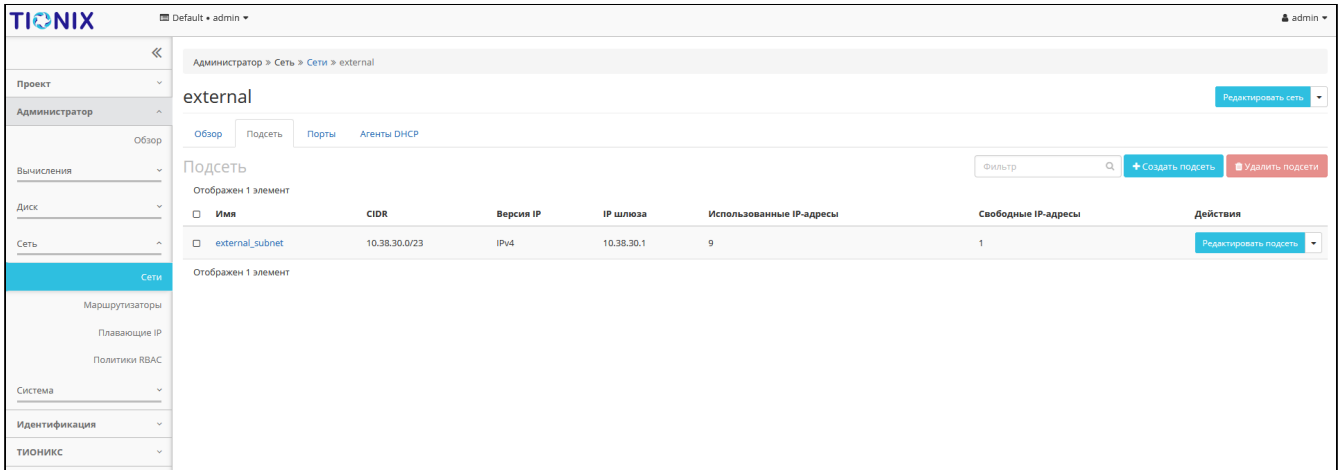 TIONIX
Default • admin
admin
Администратор » Сеть » Сети » external
Проект
Администратор
Обзор
Вычисления
Диск
Сеть
Сети
Маршрутизаторы
Плавающие IP
Политики RBAC
Система
Идентификация
ТИОНИКС
external
Редактировать сеть
Обзор Подсеть Порты Агенты DHCP
Подсеть
Фильтр
Создать подсеть
Удалить подсети
Отображен 1 элемент
Имя CIDR Версия IP IP шлюза Использованные IP-адресы Свободные IP-адресы Действия
external_subnet 10.38.30.0/23 IPv4 10.38.30.1 9 1 Редактировать подсеть
Отображен 1 элемент